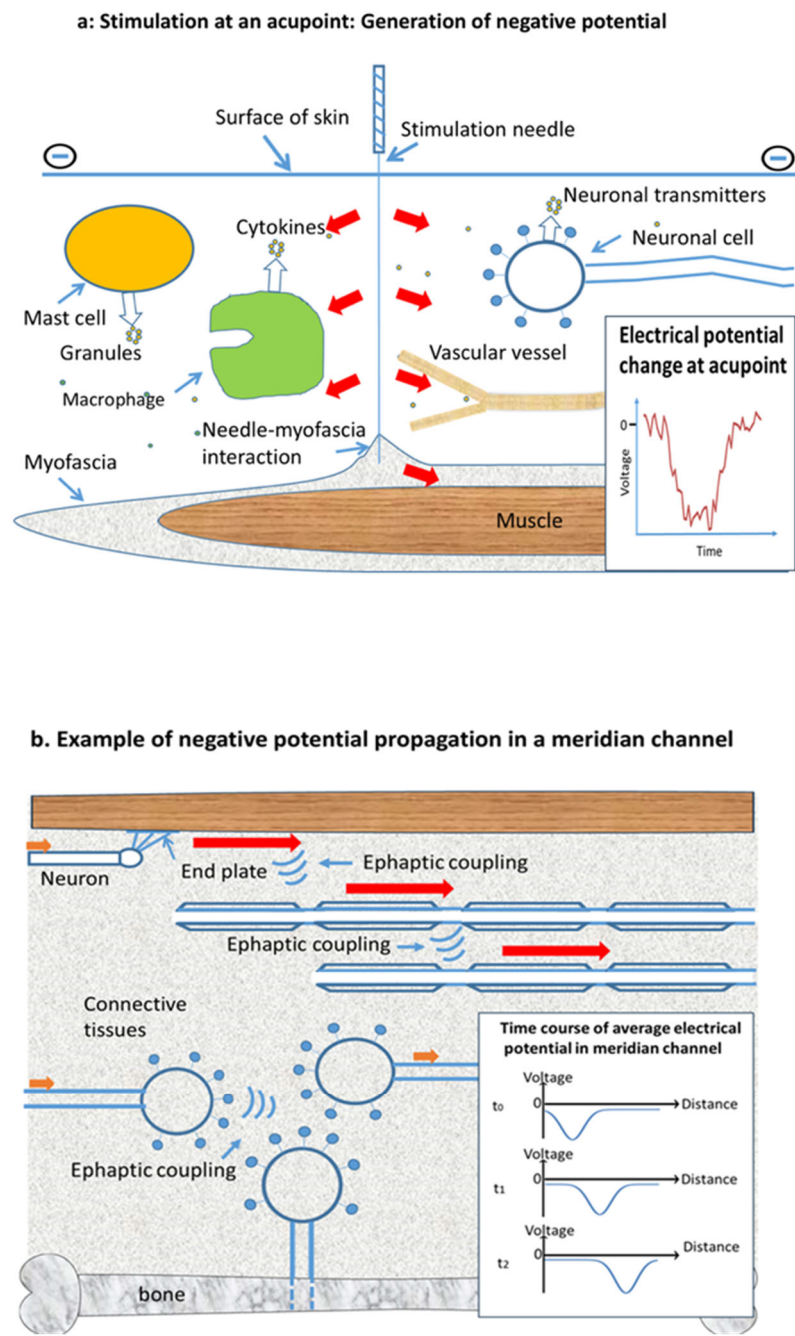 a: Stimulation at an acupoint: Generation of negative potential
Surface of skin
Stimulation needle
Neuronal transmitters
Cytokines
Neuronal cell
Mast cell
Granules
Macrophage
Vascular vessel
Needle-myofascia
interaction
Myofascia
Muscle
Electrical potential
change at acupoint
0
Voltage
Time
b. Example of negative potential propagation in a meridian channel
Neuron
End plate
Ephaptic coupling
Ephaptic coupling
Connective
tissues
Ephaptic coupling
bone
Time course of average electrical
potential in meridian channel
Voltage
t₀
0
Distance
Voltage
t₁
0
Distance
Voltage
t₂
0
Distance